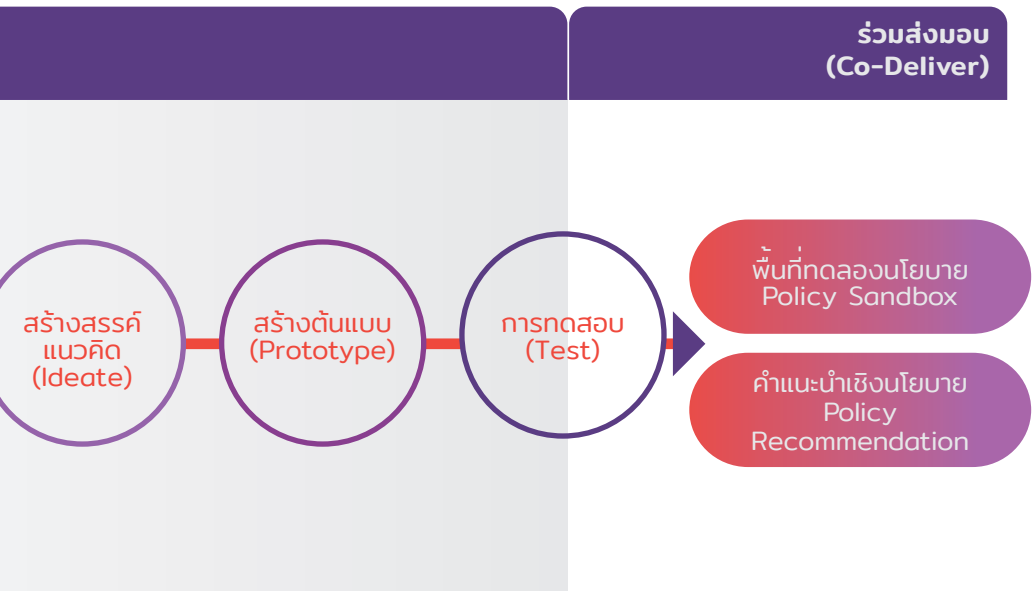 ร่วมส่งมอบ
(Co-Deliver)
สร้างสรรค์
แนวคิด
(Ideate)
สร้างต้นแบบ
(Prototype)
การทดสอบ
(Test)
พื้นที่ทดลองนโยบาย
Policy Sandbox
คำแนะนำเชิงนโยบาย
Policy
Recommendation